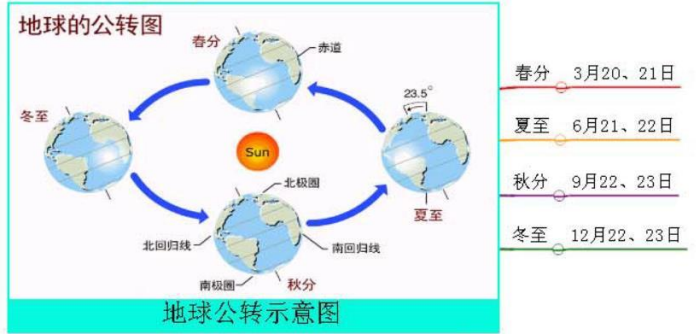 地球的公转图
春分
赤道
23.5°
冬至
Sun
北极圈
夏至
北回归线
南回归线
南极圈
秋分
地球公转示意图
春分 3月20、21日
夏至 6月21、22日
秋分 9月22、23日
冬至 12月22、23日